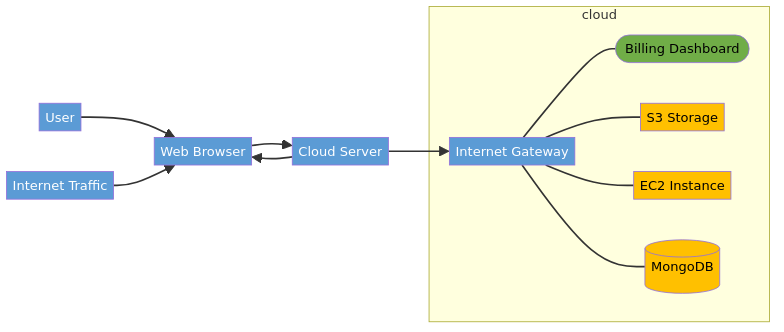 cloud
Billing Dashboard
User
S3 Storage
Web Browser
Cloud Server
Internet Gateway
Internet Traffic
EC2 Instance
MongoDB